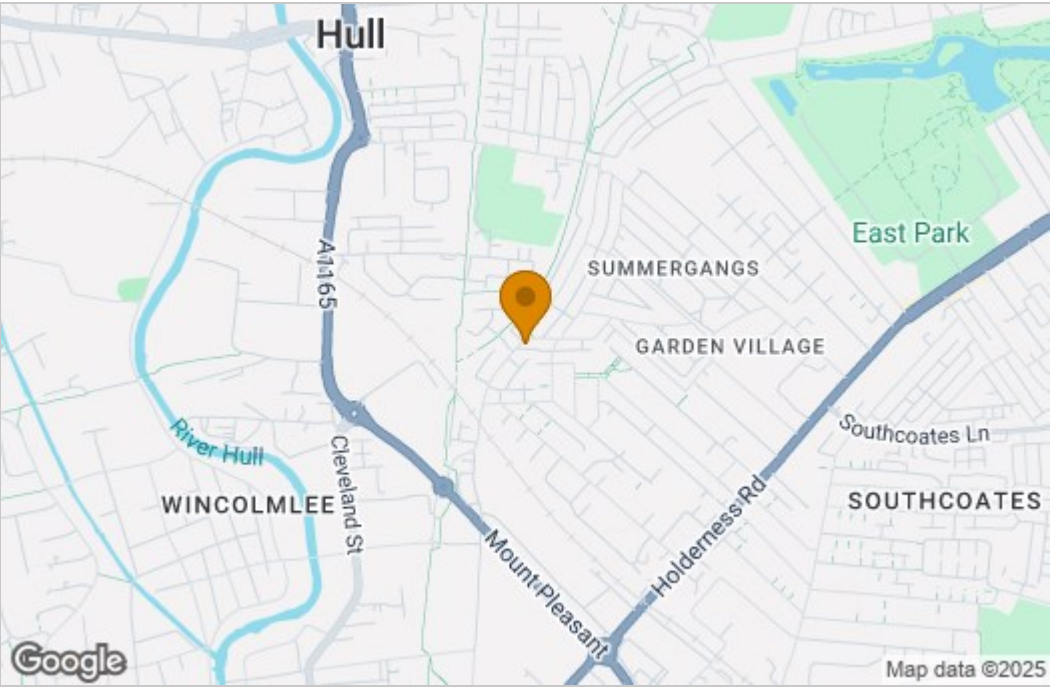 Hull
East Park
SUMMERGANGS
A1165
GARDEN VILLAGE
Southcoates Ln
River Hull
Cleveland St
WINCOLMLEE
SOUTHCOATES
Holderness Rd
Mount Pleasant
Google
Map data ©2025